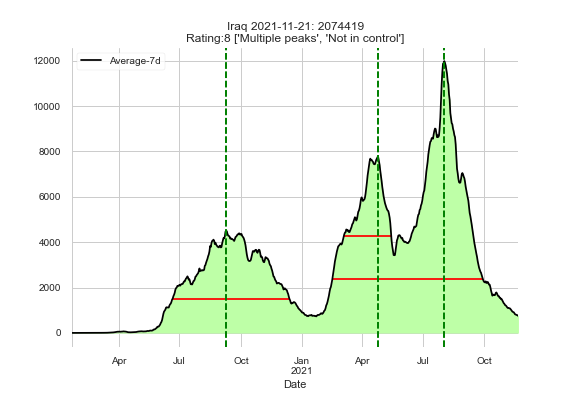 Iraq 2021-11-21: 2074419
Rating:8 ['Multiple peaks', 'Not in control']
Average-7d
12000
10000
8000
6000
4000
2000
0
Apr Jul Oct Jan Apr Jul Oct
2021
Date